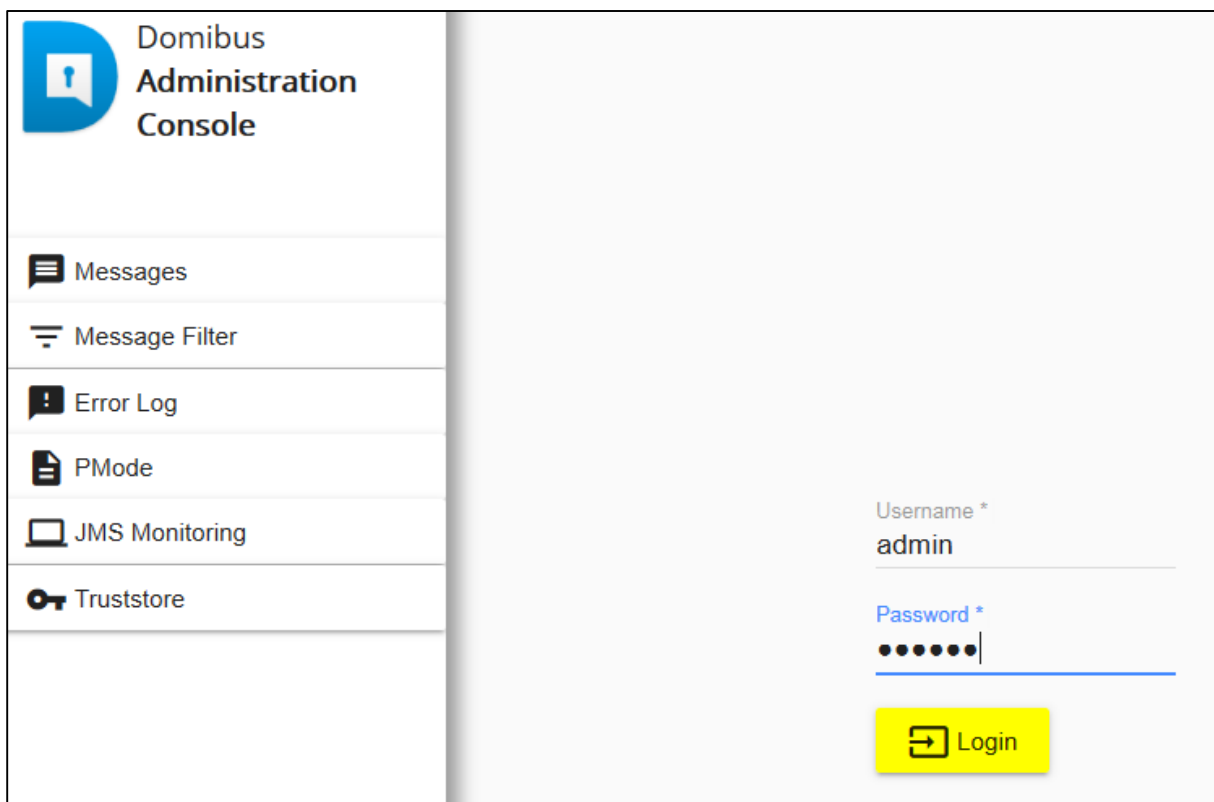 Domibus
Administration
Console
Messages
Message Filter
Error Log
PMode
JMS Monitoring
Truststore
Username *
admin
Password *
••••••
Login